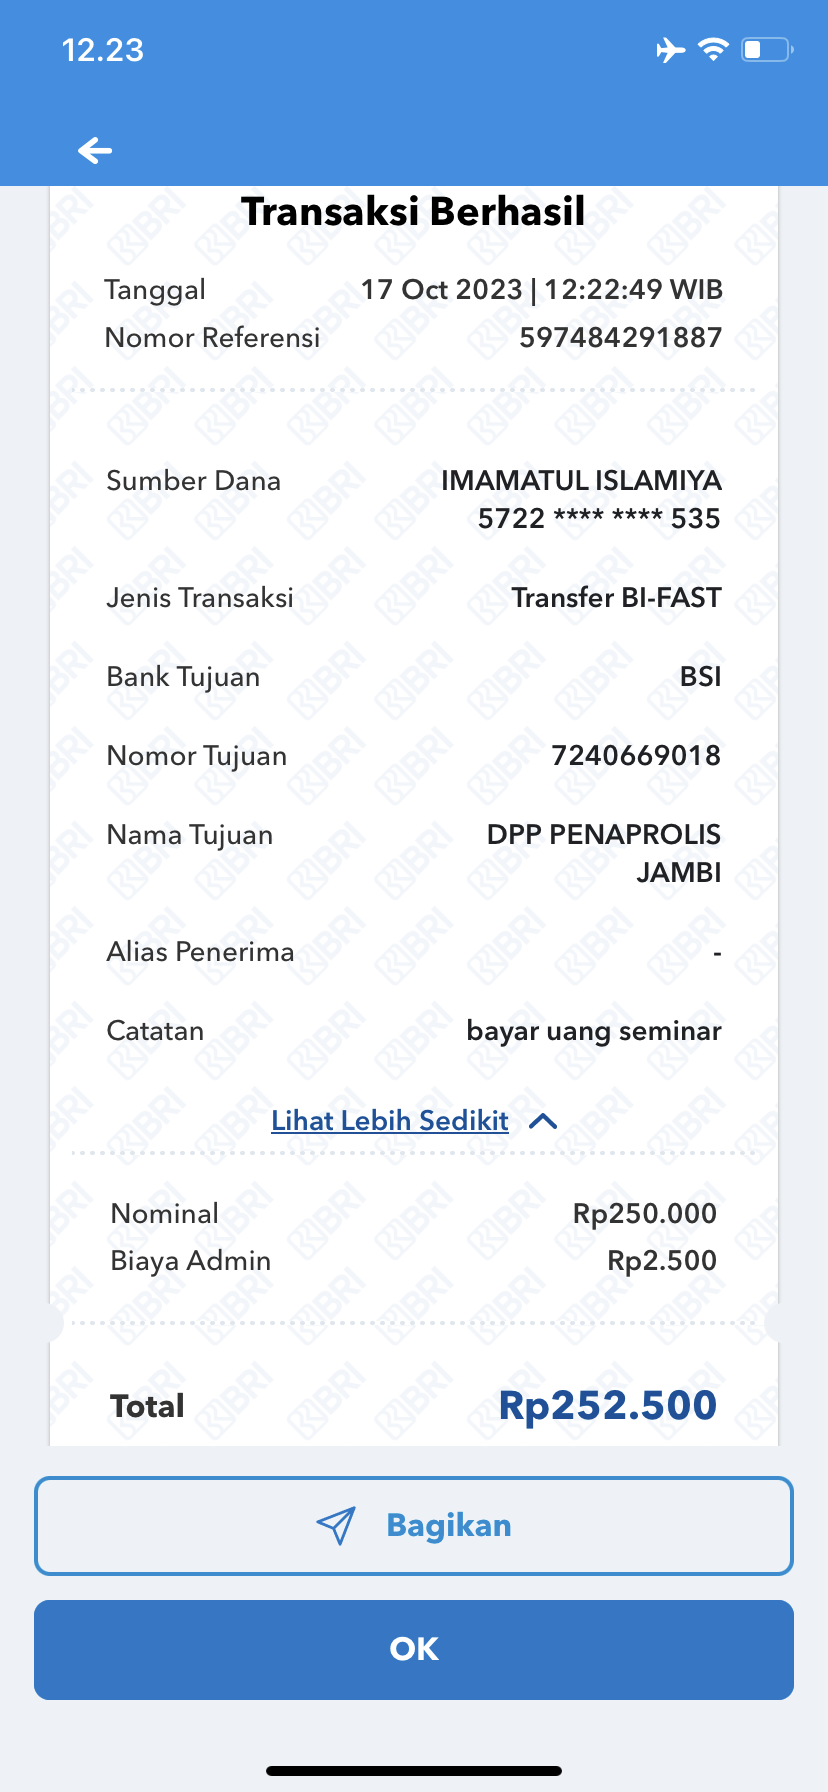 12.23
Transaksi Berhasil
Tanggal 17 Oct 2023 | 12:22:49 WIB
Nomor Referensi 597484291887
Sumber Dana IMAMATUL ISLAMIYA
5722 **** **** 535
Jenis Transaksi Transfer BI-FAST
Bank Tujuan BSI
Nomor Tujuan 7240669018
Nama Tujuan DPP PENAPROLIS
JAMBI
Alias Penerima -
Catatan bayar uang seminar
Lihat Lebih Sedikit
Nominal Rp250.000
Biaya Admin Rp2.500
Total Rp252.500
Bagikan
OK